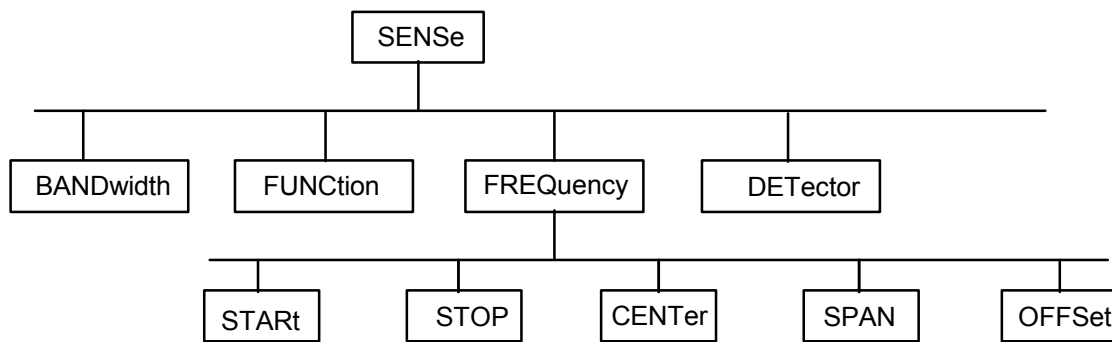 SENSe
BANDwidth
FUNCtion
FREQuency
DETector
STARt
STOP
CENTer
SPAN
OFFSet